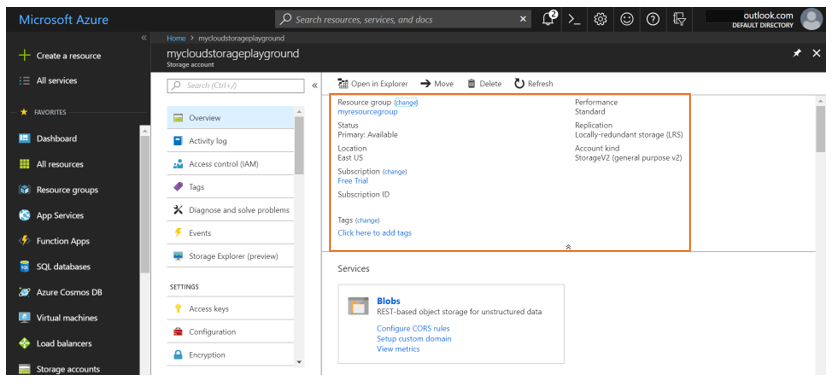 Microsoft Azure
Search resources, services, and docs
2
outlook.com
DEFAULT DIRECTORY
Create a resource
All services
FAVORITES
Dashboard
All resources
Resource groups
App Services
Function Apps
SQL databases
Azure Cosmos DB
Virtual machines
Load balancers
Storage accounts
Home > mycloudstorageplayground
mycloudstorageplayground
Storage account
Search (Ctrl+/)
Overview
Activity log
Access control (IAM)
Tags
Diagnose and solve problems
Events
Storage Explorer (preview)
SETTINGS
Access keys
Configuration
Encryption
Open in Explorer Move Delete Refresh
Resource group (change)
myresourcegroup
Status
Primary: Available
Location
East US
Subscription (change)
Free Trial
Subscription ID
Tags (change)
Click here to add tags
Performance
Standard
Replication
Locally-redundant storage (LRS)
Account kind
StorageV2 (general purpose v2)
Services
Blobs
REST-based object storage for unstructured data
Configure CORS rules
Setup custom domain
View metrics